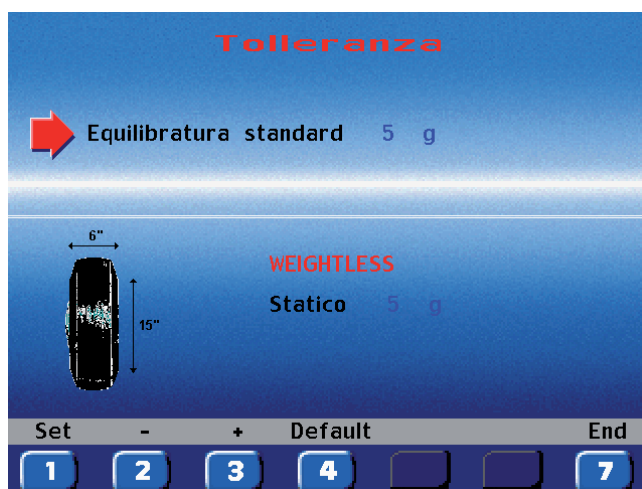 Tolleranza
Equilibratura standard 5 g
6"
15"
WEIGHTLESS
Statico 5 g
Set - + Default End
1 2 3 4 7